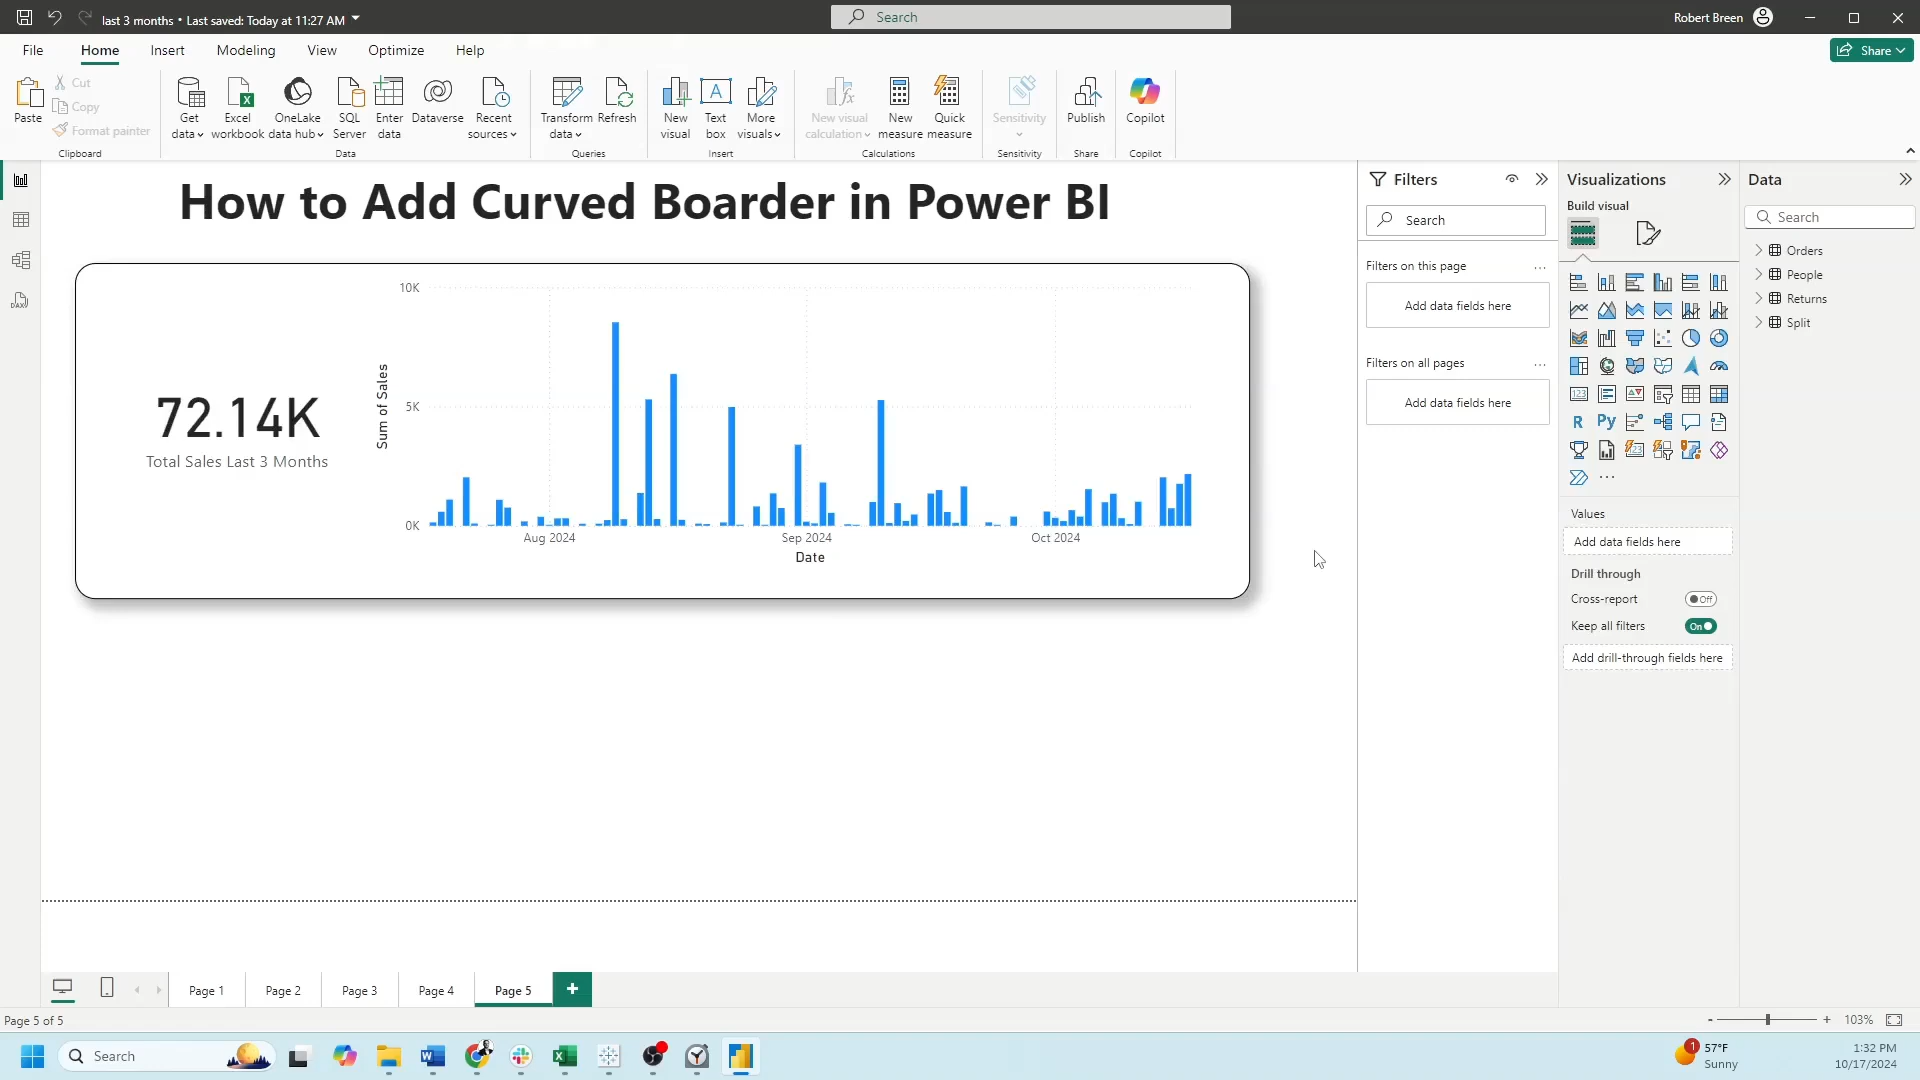 last 3 months • Last saved: Today at 11:27 AM
Search
Robert Breen
File Home Insert Modeling View Optimize Help
Share
Paste
Cut
Copy
Format painter
Get data
Excel workbook
OneLake data hub
SQL Server
Enter data
Dataverse
Recent sources
Transform data
Refresh
New visual
Text box
More visuals
New visual calculation
New measure
Quick measure
Sensitivity
Publish
Copilot
Clipboard Data Queries Insert Calculations Sensitivity Share Copilot
How to Add Curved Boarder in Power BI
72.14K
Total Sales Last 3 Months
Sum of Sales
10K
5K
0K
Aug 2024 Sep 2024 Oct 2024
Date
Filters
Search
Filters on this page
Add data fields here
Filters on all pages
Add data fields here
Visualizations
Build visual
123
R Py
Values
Add data fields here
Drill through
Cross-report Off
Keep all filters On
Add drill-through fields here
Data
Search
Orders
People
Returns
Split
Page 1 Page 2 Page 3 Page 4 Page 5 +
Page 5 of 5
- + 103%
Search
1
57°F
Sunny
1:32 PM
10/17/2024